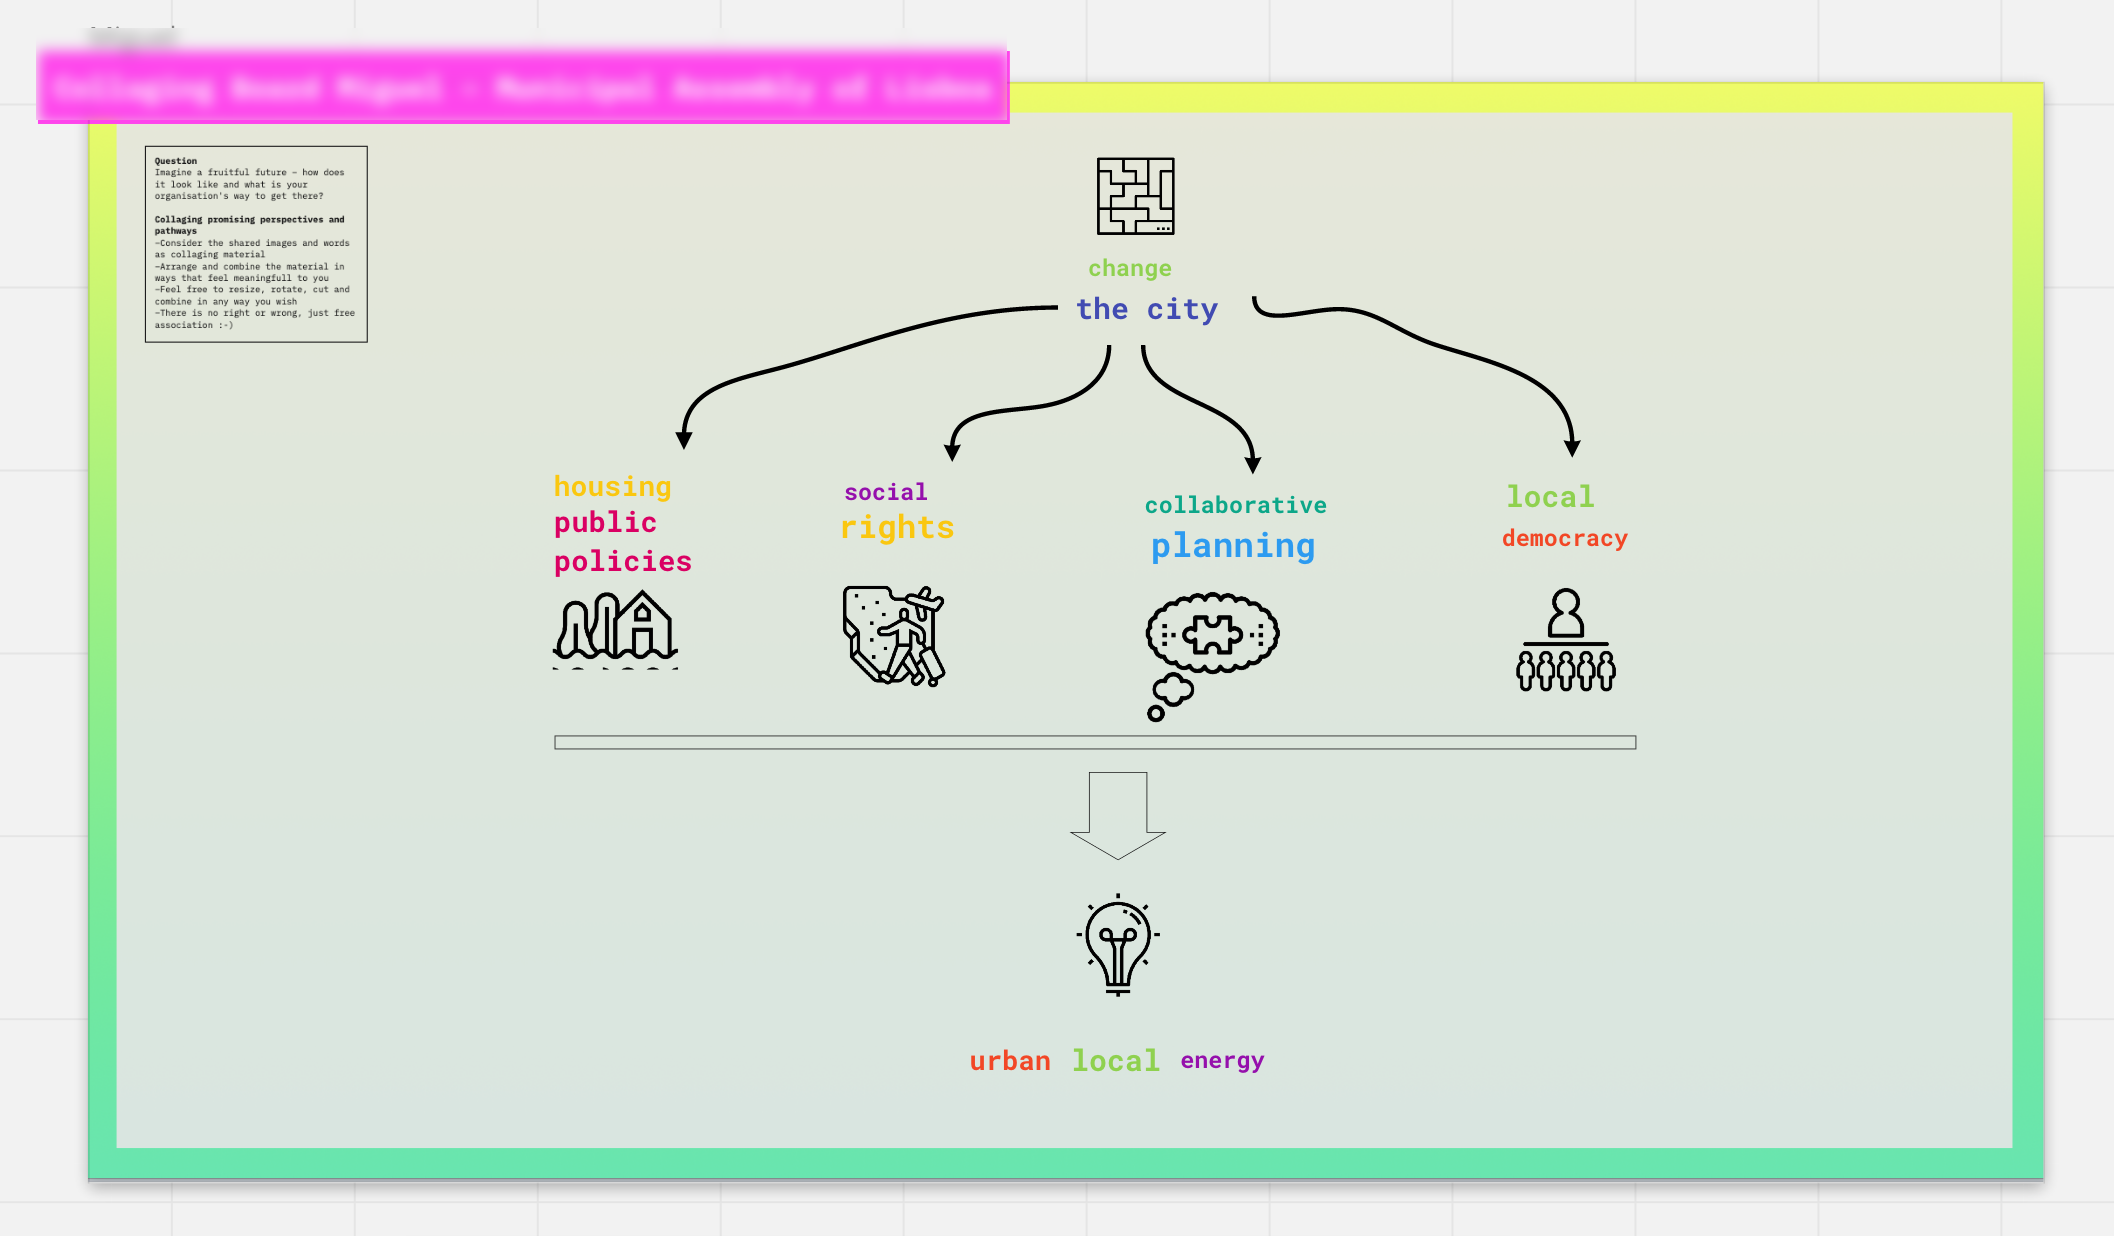 Question
Imagine a fruitful future – how does
it look like and what is your
organisation's way to get there?
Collaging promising perspectives and
pathways
–Consider the shared images and words
as collaging material
–Arrange and combine the material in
ways that feel meaningfull to you
–Feel free to resize, rotate, cut and
combine in any way you wish
–There is no right or wrong, just free
association :-)
change
the city
housing
public
policies
social
rights
collaborative
planning
local
democracy
urban local energy